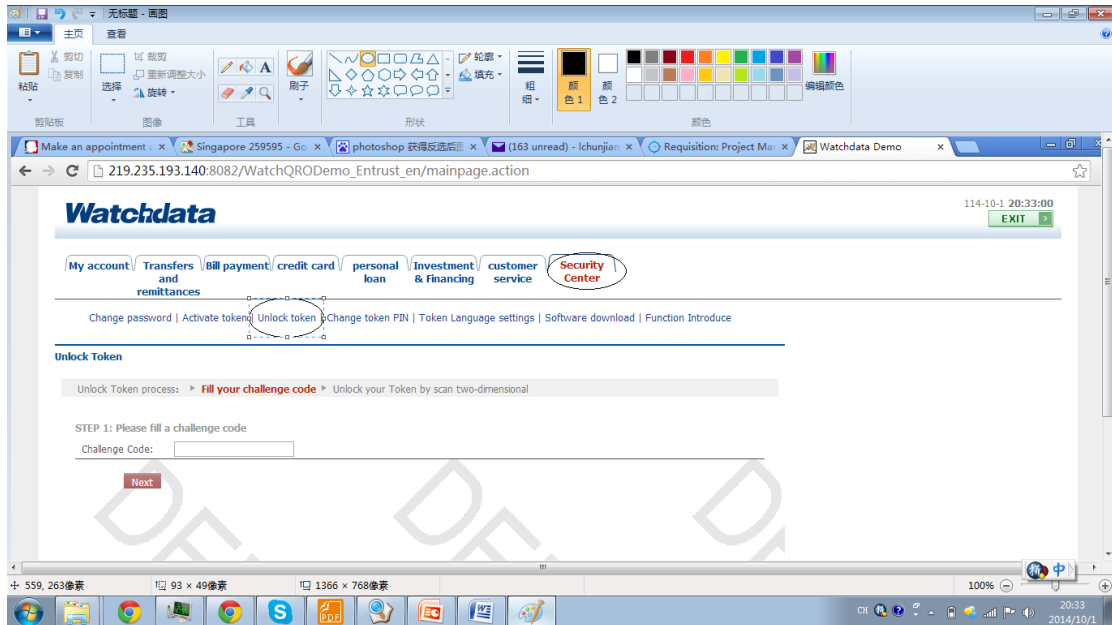 无标题 - 画图
主页 查看
粘贴
剪切
复制
选择
裁剪
重新调整大小
旋转
A
刷子
轮廓
填充
粗细
颜色 1
颜色 2
编辑颜色
剪贴板 图像 工具 形状 颜色
Make an appointment Singapore 259595 - Go photoshop 获得反选后 (163 unread) - lchunjian Requisition: Project Ma Watchdata Demo
219.235.193.140:8082/WatchQRODemo_Entrust_en/mainpage.action
Watchdata
114-10-1 20:33:00
EXIT
My account Transfers and remittances Bill payment credit card personal loan Investment & Financing customer service Security Center
Change password | Activate token| Unlock token Change token PIN | Token Language settings | Software download | Function Introduce
Unlock Token
Unlock Token process: Fill your challenge code Unlock your Token by scan two-dimensional
STEP 1: Please fill a challenge code
Challenge Code:
Next
559, 263像素 93 × 49像素 1366 × 768像素 100%
中
CH 20:33
2014/10/1